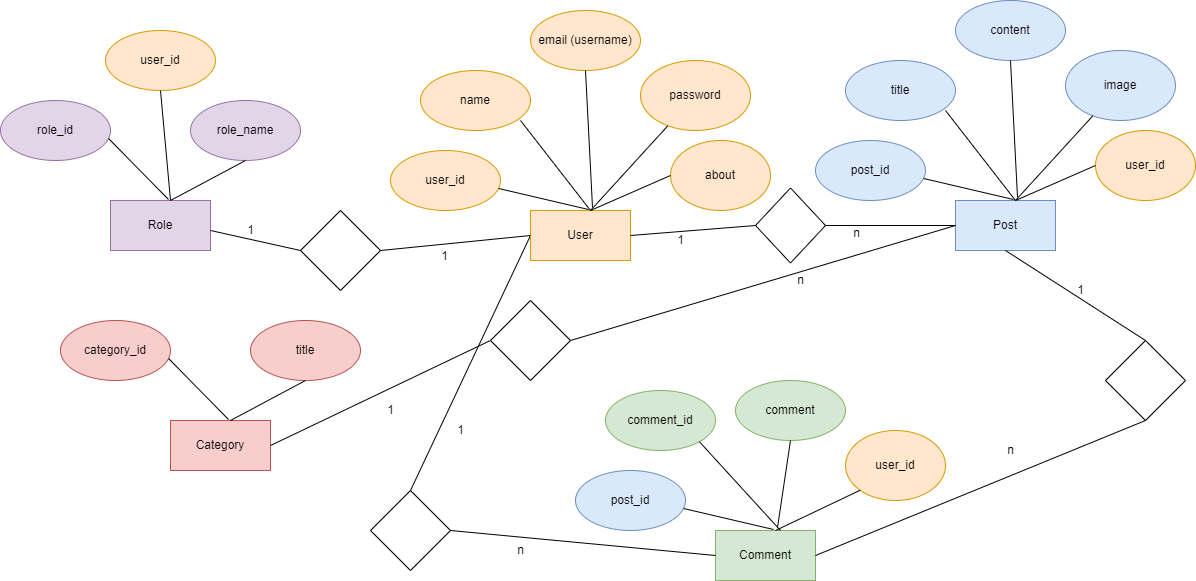 content
user_id
email (username)
image
title
name
password
role_id
role_name
user_id
post_id
about
user_id
Role
1
User
1
n
Post
1
n
1
category_id
title
1
1
comment
comment_id
Category
n
user_id
post_id
n
Comment